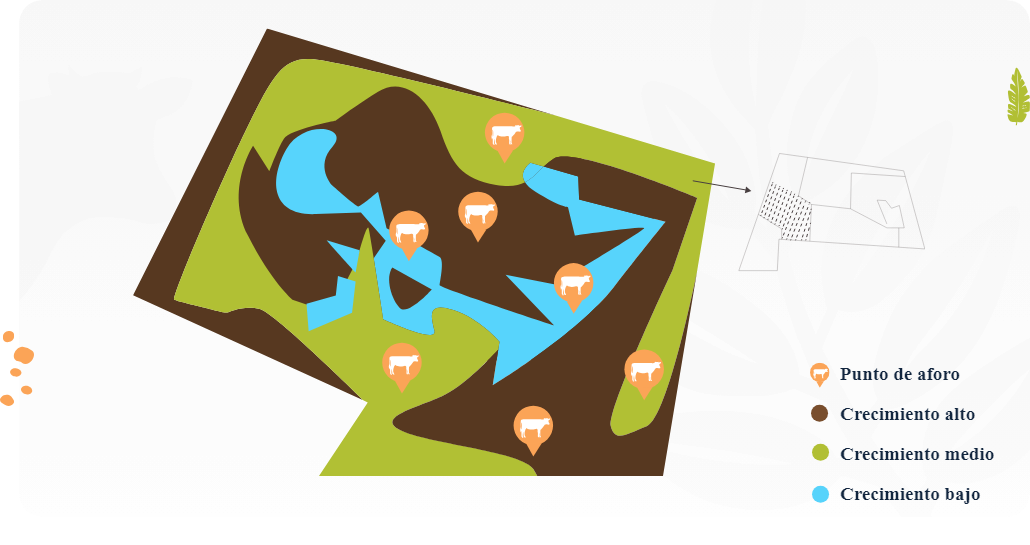 Punto de aforo
Crecimiento alto
Crecimiento medio
Crecimiento bajo